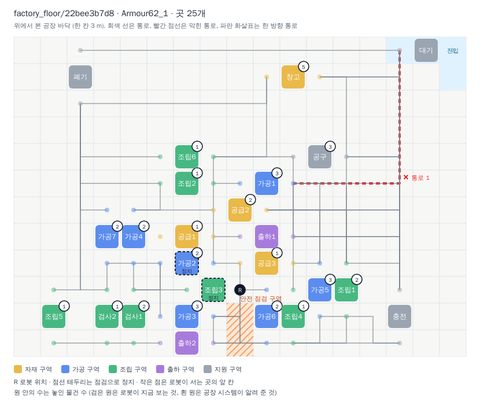 factory_floor/22bee3b7d8 · Armour62_1 · 곳 25개
위에서 본 공장 바닥 (한 칸 3 m). 회색 선은 통로, 빨간 점선은 막힌 통로, 파란 화살표는 한 방향 통로
대기 진입
폐기 창고 5
조립6 1 공구 3
조립2 1 가공1 3 ✕ 통로 1
공급2 2
가공7 2 가공4 2 공급1 1 출하1
가공2 2 공급3 3
조립3 R 안전 점검 구역 가공5 3 조립1 2
조립5 1 검사2 1 검사1 2 가공3 3 가공6 2 조립4 1 충전
출하2
자재 구역 가공 구역 조립 구역 출하 구역 지원 구역
R 로봇 위치 · 점선 테두리는 점검으로 정지 · 작은 점은 로봇이 서는 곳의 앞 칸
원 안의 수는 놓인 물건 수 (검은 원은 로봇이 지금 보는 것, 흰 원은 공장 시스템이 알려 준 것)